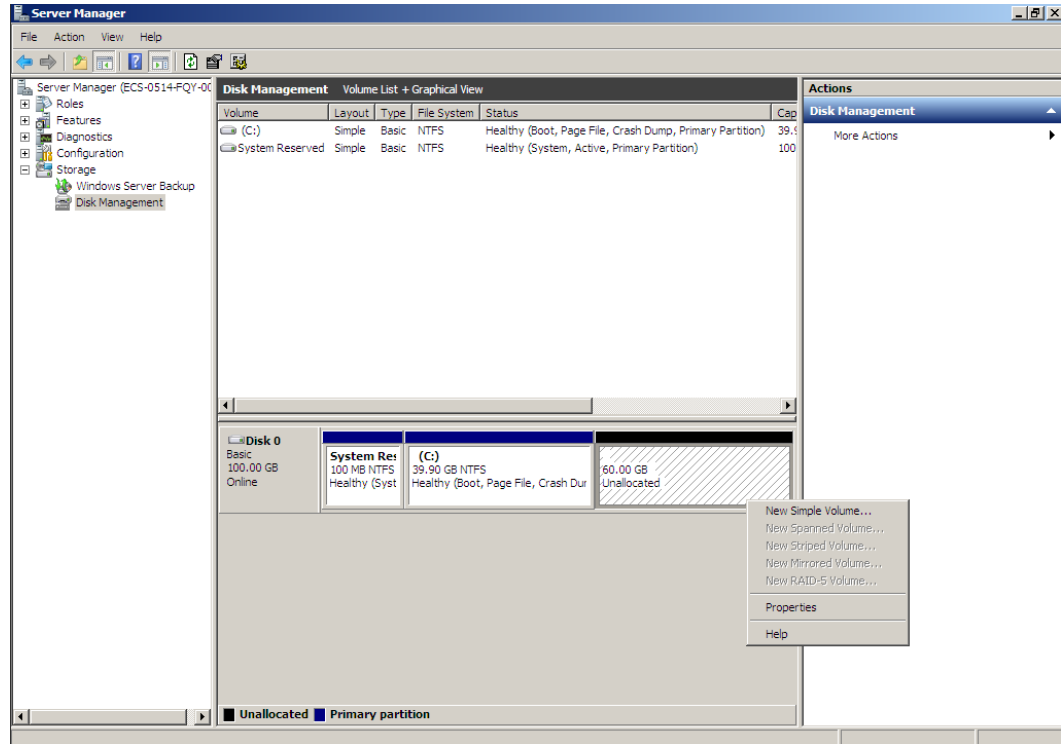 Server Manager
File Action View Help
Server Manager (ECS-0514-FQY-00
Roles
Features
Diagnostics
Configuration
Storage
Windows Server Backup
Disk Management
Disk Management Volume List + Graphical View
Volume Layout Type File System Status Cap
(C:) Simple Basic NTFS Healthy (Boot, Page File, Crash Dump, Primary Partition) 39.9
System Reserved Simple Basic NTFS Healthy (System, Active, Primary Partition) 100
Disk 0
Basic
100.00 GB
Online
System Res
100 MB NTFS
Healthy (Syst
(C:)
39.90 GB NTFS
Healthy (Boot, Page File, Crash Dur
60.00 GB
Unallocated
New Simple Volume...
New Spanned Volume...
New Striped Volume...
New Mirrored Volume...
New RAID-5 Volume...
Properties
Help
Unallocated Primary partition
Actions
Disk Management
More Actions